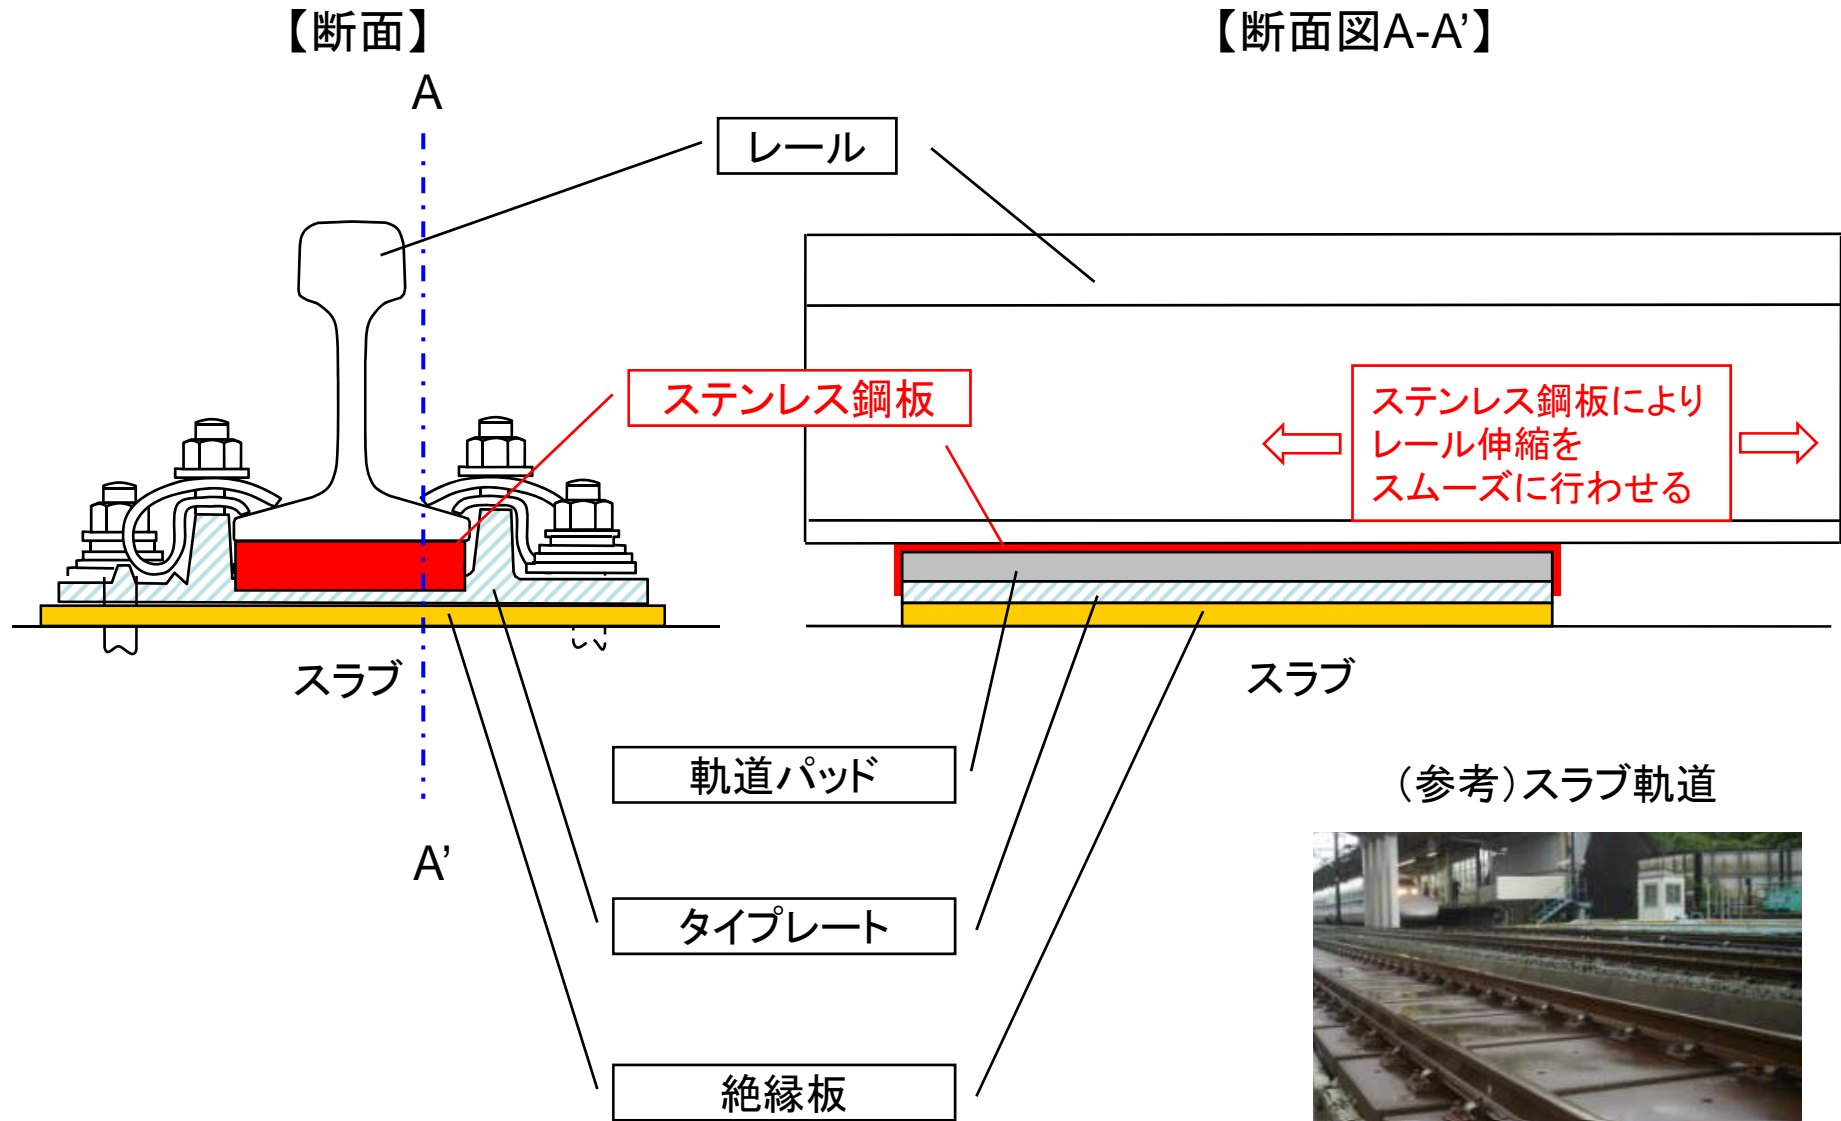 【断面】
【断面図A-A’】
A
レール
ステンレス鋼板
ステンレス鋼板により
レール伸縮を
スムーズに行わせる
スラブ
スラブ
軌道パッド
(参考)スラブ軌道
A’
タイプレート
絶縁板